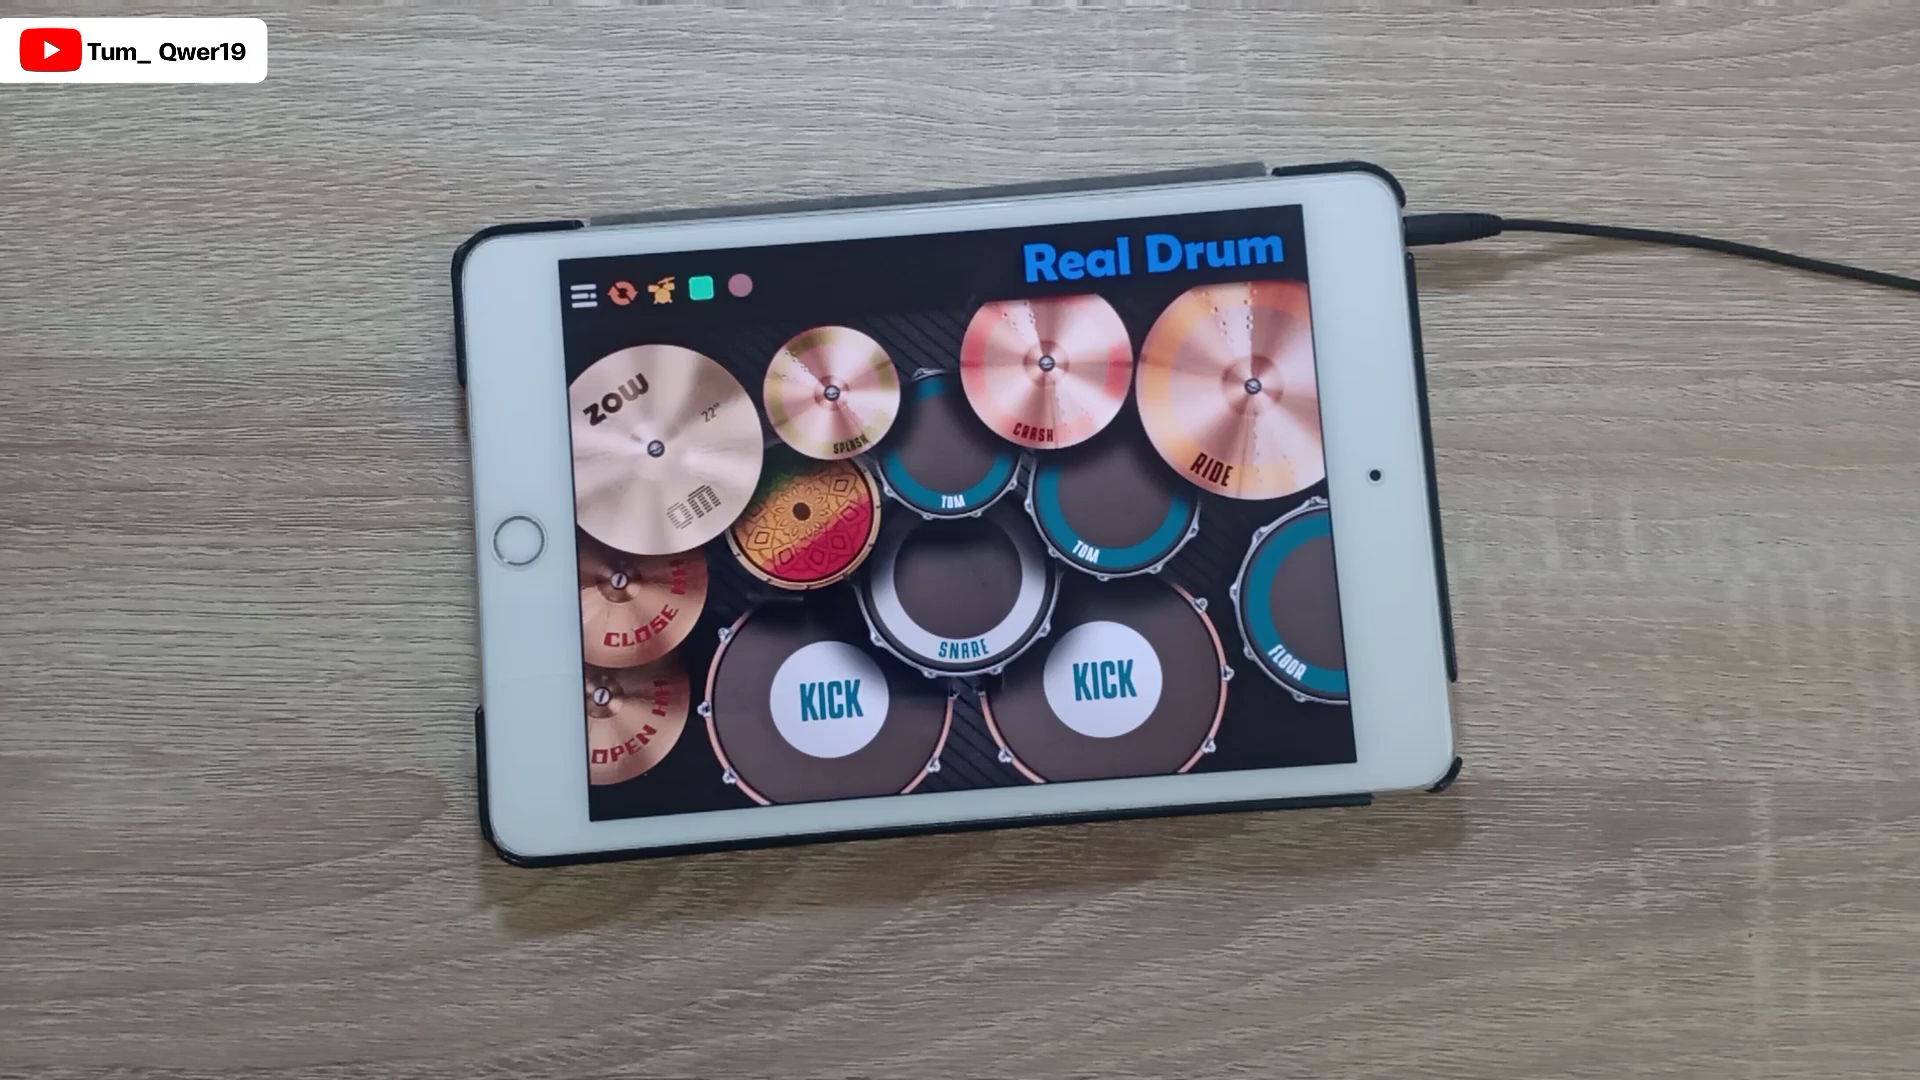 Tum_ Qwer19
Real Drum
zow
22"
SPLASH
CRASH
RIDE
TOM
TOM
CLOSE HH
SNARE
FLOOR
KICK
KICK
OPEN HH